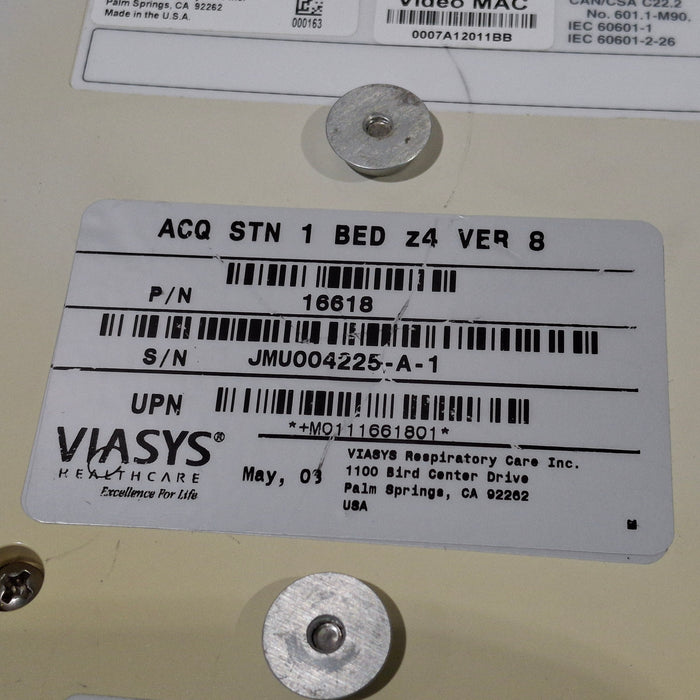 Palm Springs, CA 92262
Made in the U.S.A.
000163
Video MAC
0007A12011BB
CAN/CSA C22.2
No. 601.1-M90,
IEC 60601-1
IEC 60601-2-26
ACQ STN 1 BED z4 VER 8
P/N 16618
S/N JMU004225-A-1
UPN
*+M0111661801*
VIASYS®
HEALTHCARE
Excellence For Life
May, 03
VIASYS Respiratory Care Inc.
1100 Bird Center Drive
Palm Springs, CA 92262
USA